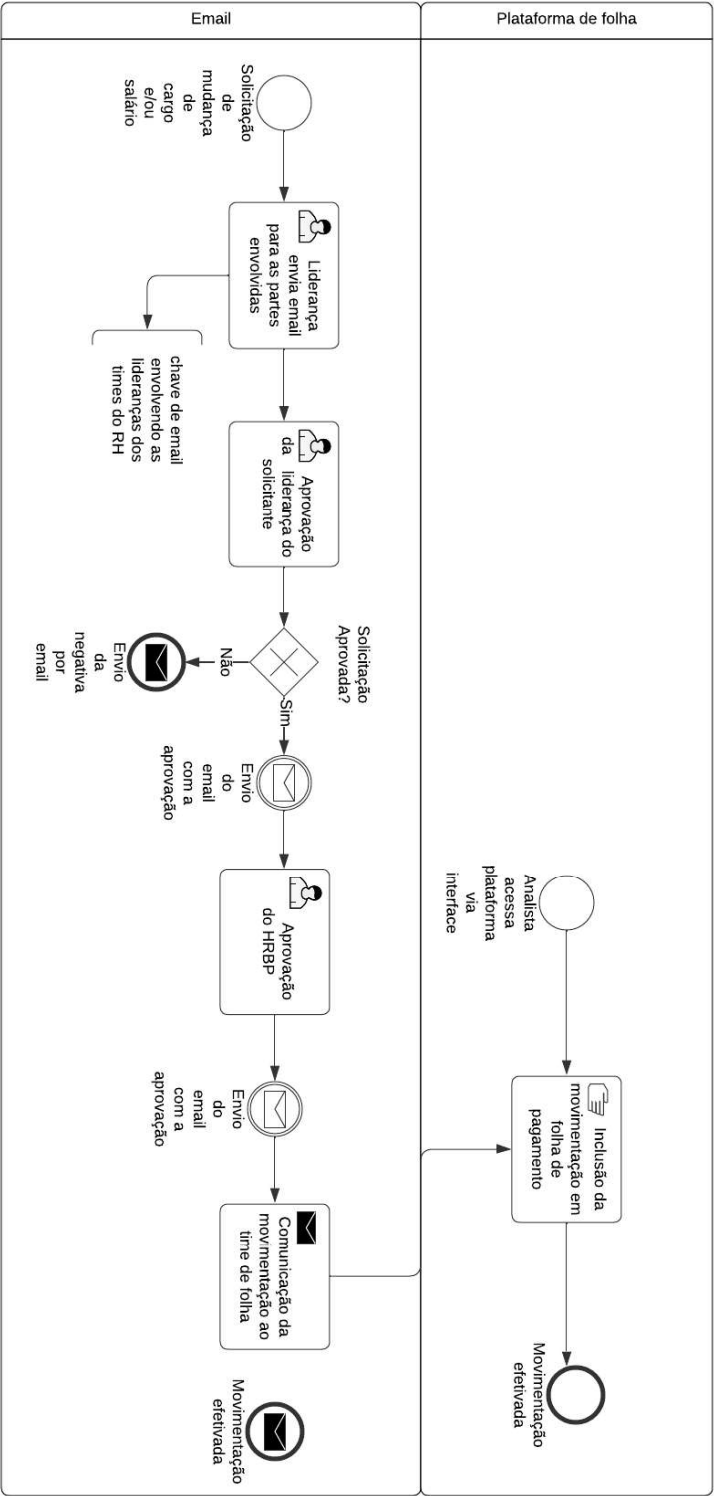 Email
Plataforma de folha
Solicitação
de
mudança
de
cargo
e/ou
salário
Liderança
envia email
para as partes
envolvidas
chave de email
envolvendo as
lideranças dos
times do RH
Aprovação
da liderança do
solicitante
Solicitação
Aprovada?
Não
Envio
da
negativa
por
email
Sim
Envio
do
email
com a
aprovação
Aprovação
do HRBP
Envio
do
email
com a
aprovação
Comunicação da
movimentação ao
time de folha
Movimentação
efetivada
Analista
acessa
plataforma
via
interface
Inclusão da
movimentação em
folha de
pagamento
Movimentação
efetivada